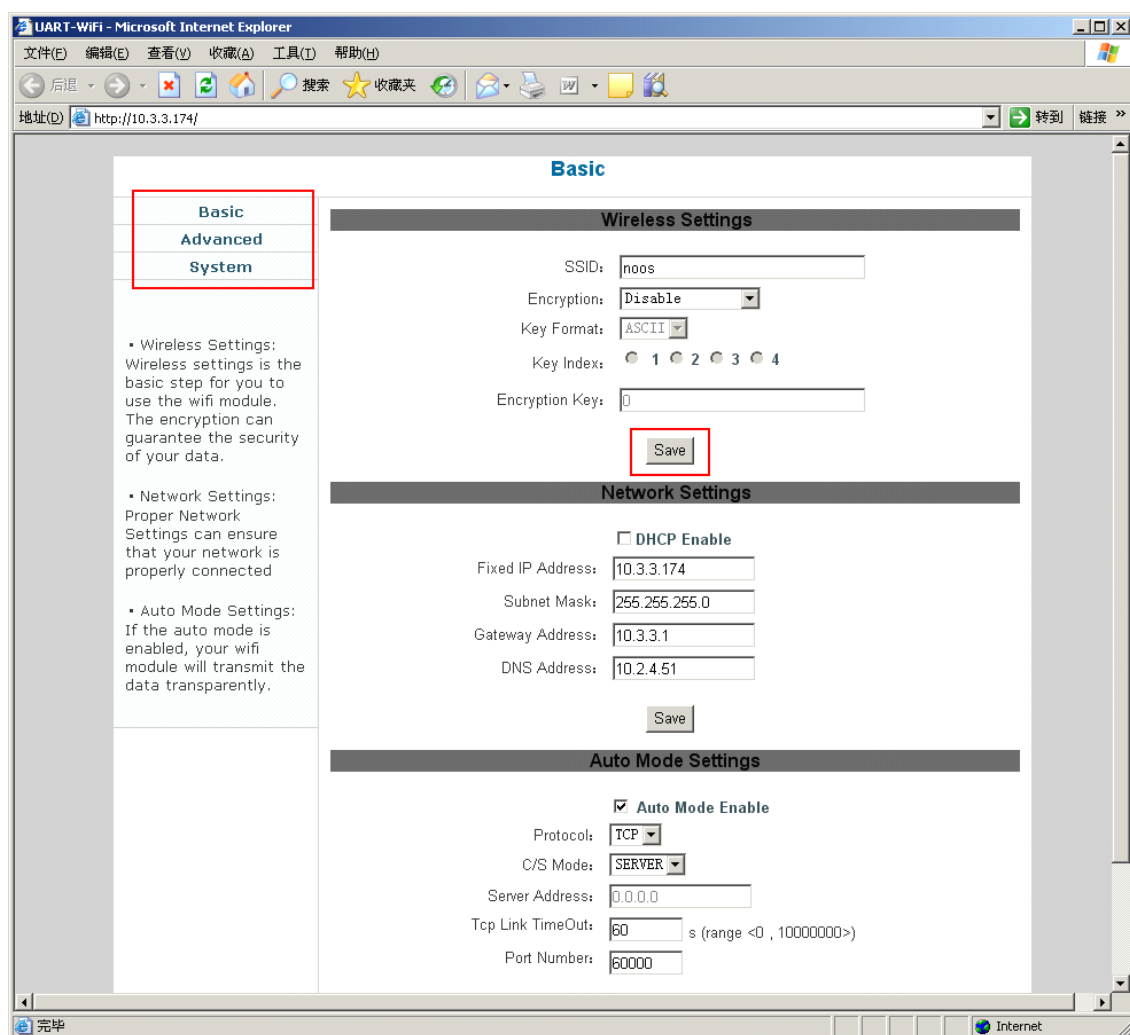 UART-WiFi - Microsoft Internet Explorer
文件(F) 编辑(E) 查看(V) 收藏(A) 工具(T) 帮助(H)
后退 搜索 收藏夹
地址(D) http://10.3.3.174/ 转到 链接 »
Basic
Basic
Advanced
System
▪ Wireless Settings:
Wireless settings is the
basic step for you to
use the wifi module.
The encryption can
guarantee the security
of your data.
▪ Network Settings:
Proper Network
Settings can ensure
that your network is
properly connected
▪ Auto Mode Settings:
If the auto mode is
enabled, your wifi
module will transmit the
data transparently.
Wireless Settings
SSID: noos
Encryption: Disable
Key Format: ASCII
Key Index: 1 2 3 4
Encryption Key: 0
Save
Network Settings
DHCP Enable
Fixed IP Address: 10.3.3.174
Subnet Mask: 255.255.255.0
Gateway Address: 10.3.3.1
DNS Address: 10.2.4.51
Save
Auto Mode Settings
Auto Mode Enable
Protocol: TCP
C/S Mode: SERVER
Server Address: 0.0.0.0
Tcp Link TimeOut: 60 s (range <0 , 10000000>)
Port Number: 60000
完毕 Internet